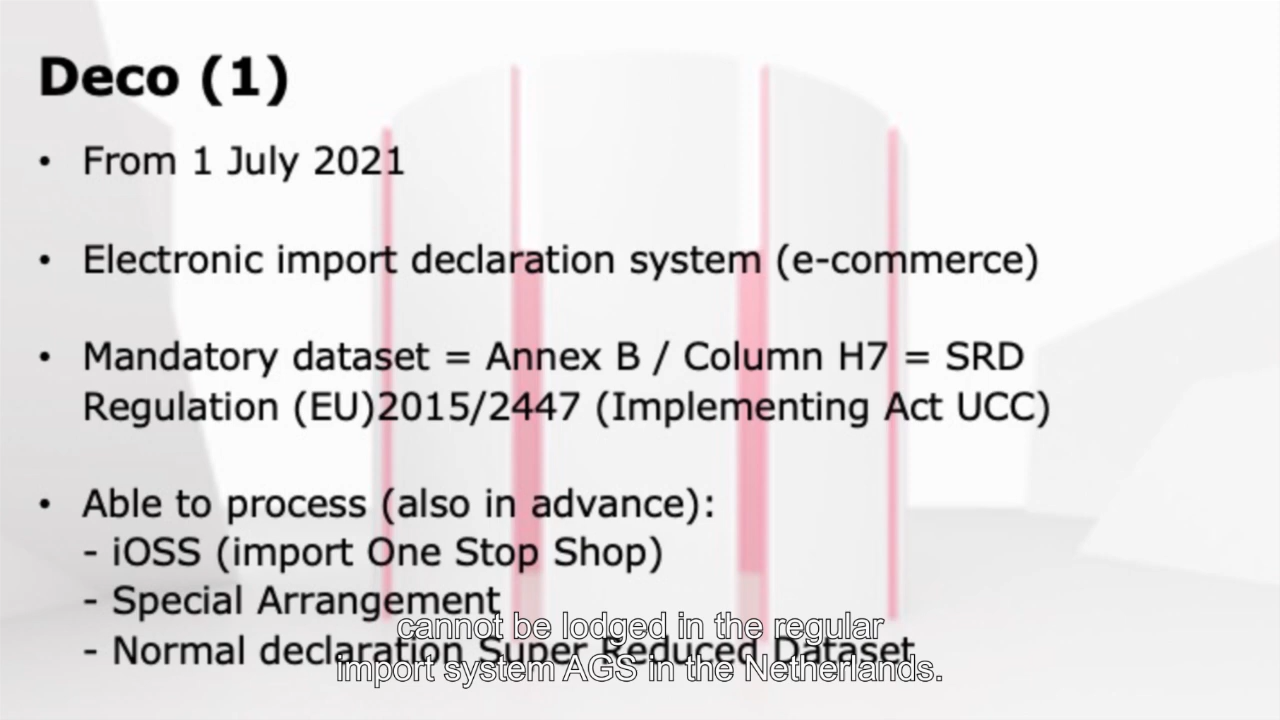 Deco (1)
• From 1 July 2021
• Electronic import declaration system (e-commerce)
• Mandatory dataset = Annex B / Column H7 = SRD
Regulation (EU)2015/2447 (Implementing Act UCC)
• Able to process (also in advance):
- iOSS (import One Stop Shop)
- Special Arrangement
- Normal declaration Super Reduced Dataset
cannot be lodged in the regular
import system AGS in the Netherlands.